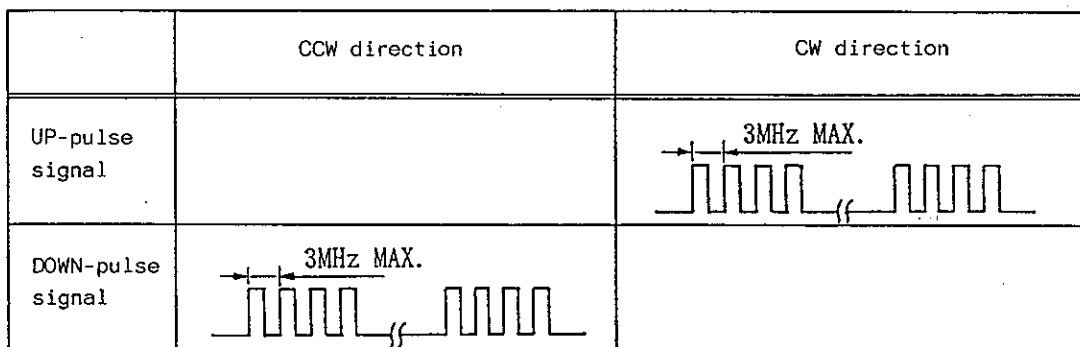 CCW direction
CW direction
UP-pulse
signal
3MHz MAX.
DOWN-pulse
signal
3MHz MAX.